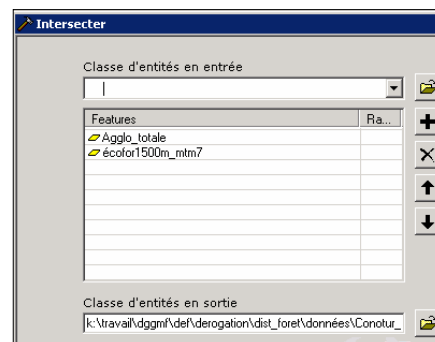 Intersecter
Classe d'entités en entrée
Features Ra...
Agglo_totale
écofor1500m_mtm7
Classe d'entités en sortie
k:\travail\dggmf\def\derogation\dist_foret\données\Conotur_